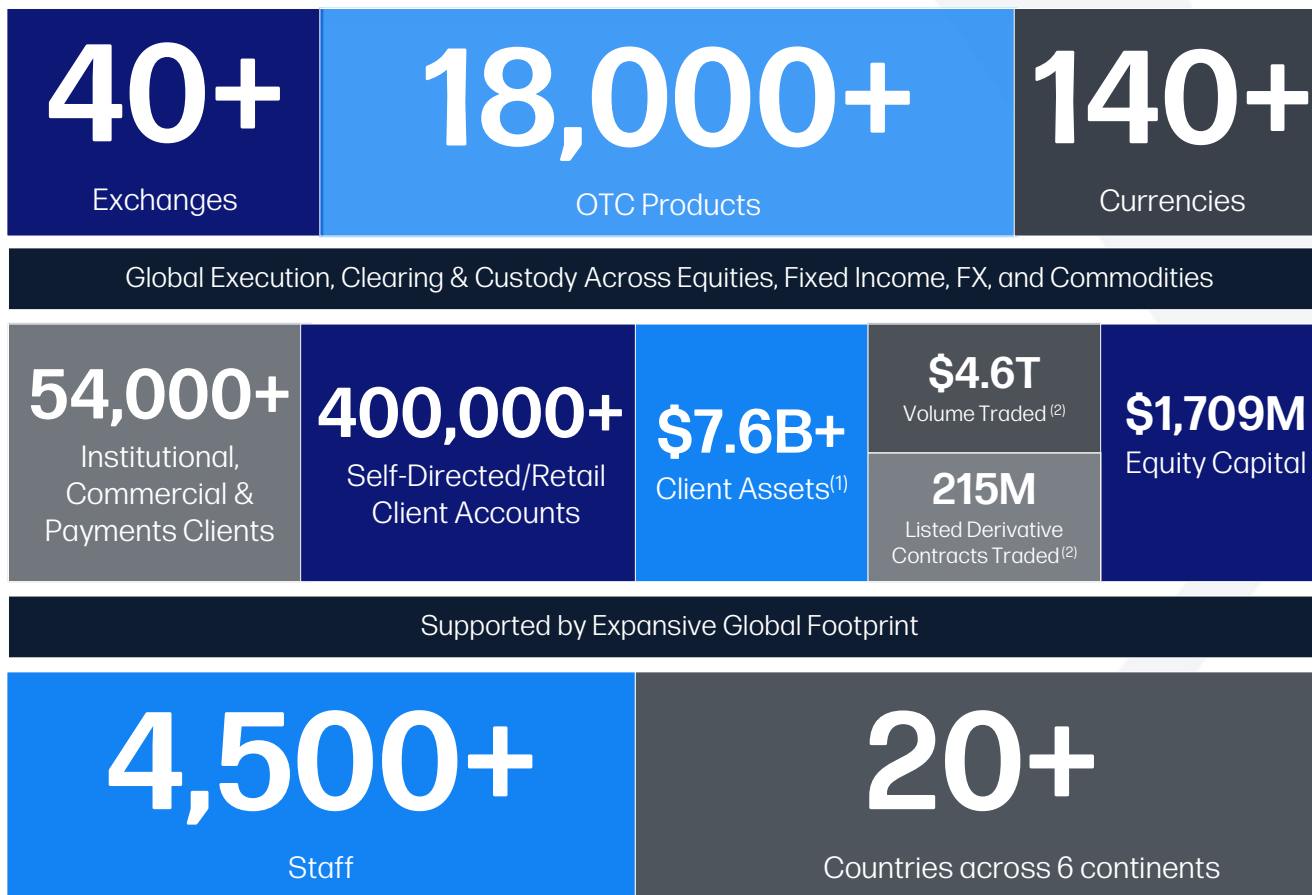 40+
Exchanges
18,000+
OTC Products
140+
Currencies
Global Execution, Clearing & Custody Across Equities, Fixed Income, FX, and Commodities
54,000+
Institutional,
Commercial &
Payments Clients
400,000+
Self-Directed/Retail
Client Accounts
$7.6B+
Client Assets(1)
$4.6T
Volume Traded (2)
215M
Listed Derivative
Contracts Traded(2)
$1,709M
Equity Capital
Supported by Expansive Global Footprint
4,500+
Staff
20+
Countries across 6 continents